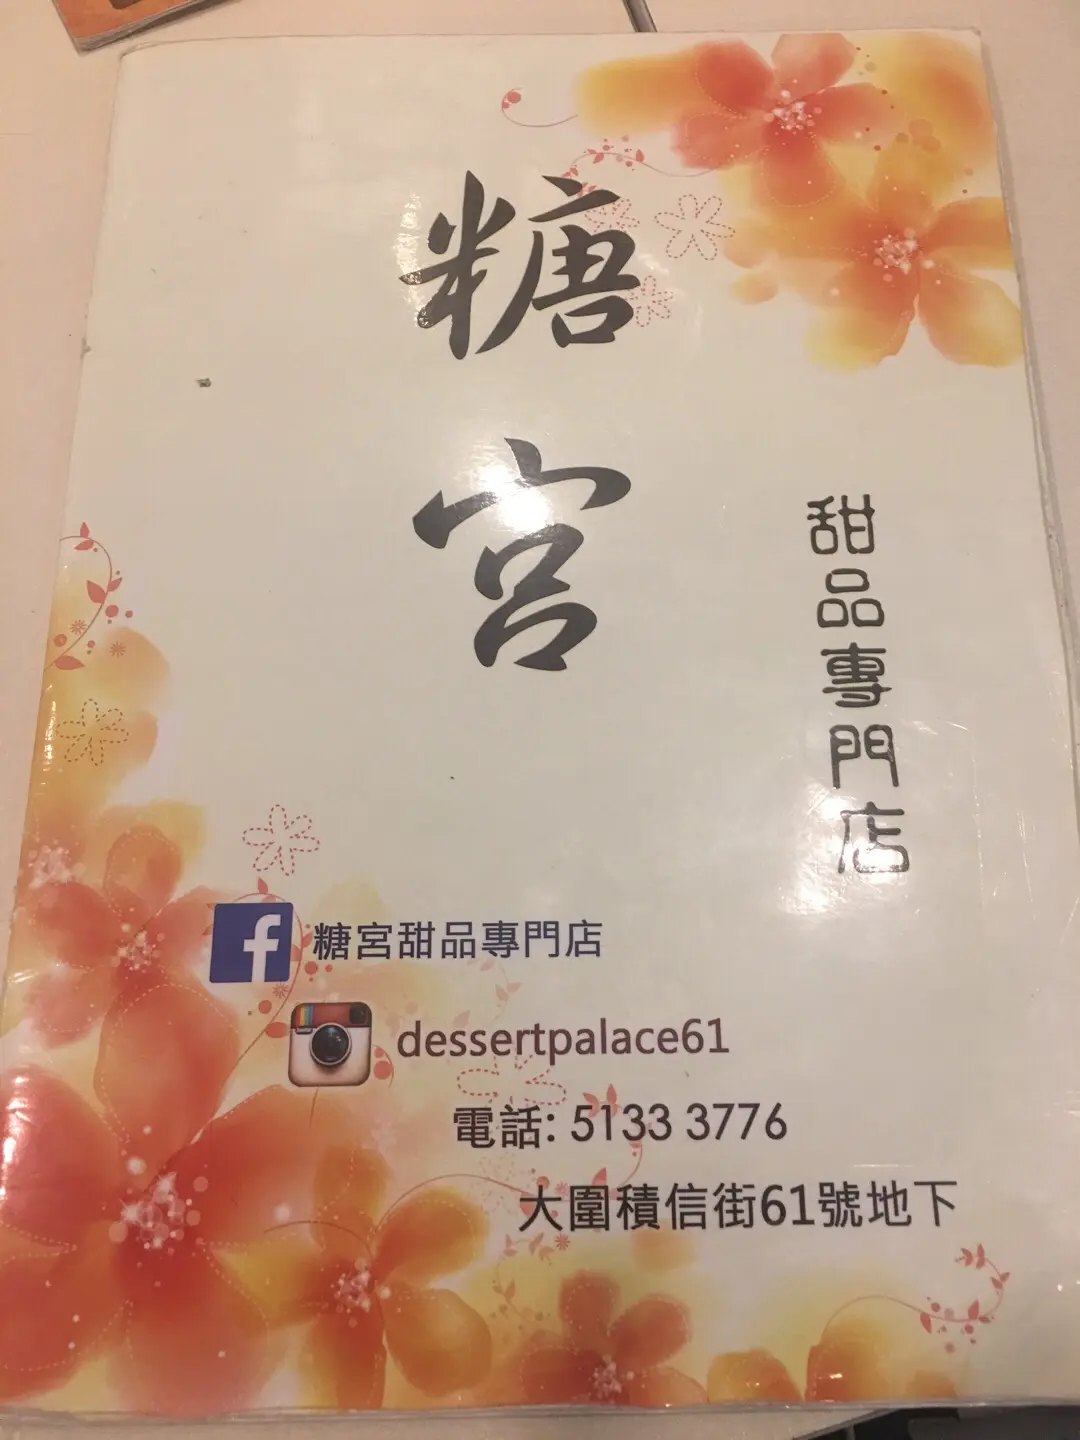 糖宮
甜品專門店
糖宮甜品專門店
dessertpalace61
電話: 5133 3776
大圍積信街61號地下